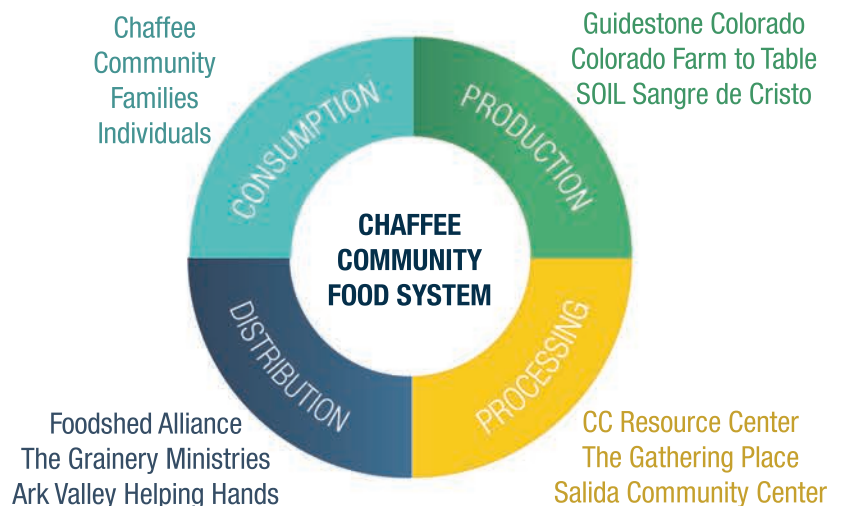 Chaffee
Community
Families
Individuals
Guidestone Colorado
Colorado Farm to Table
SOIL Sangre de Cristo
CONSUMPTION
PRODUCTION
CHAFFEE
COMMUNITY
FOOD SYSTEM
DISTRIBUTION
PROCESSING
Foodshed Alliance
The Grainery Ministries
Ark Valley Helping Hands
CC Resource Center
The Gathering Place
Salida Community Center